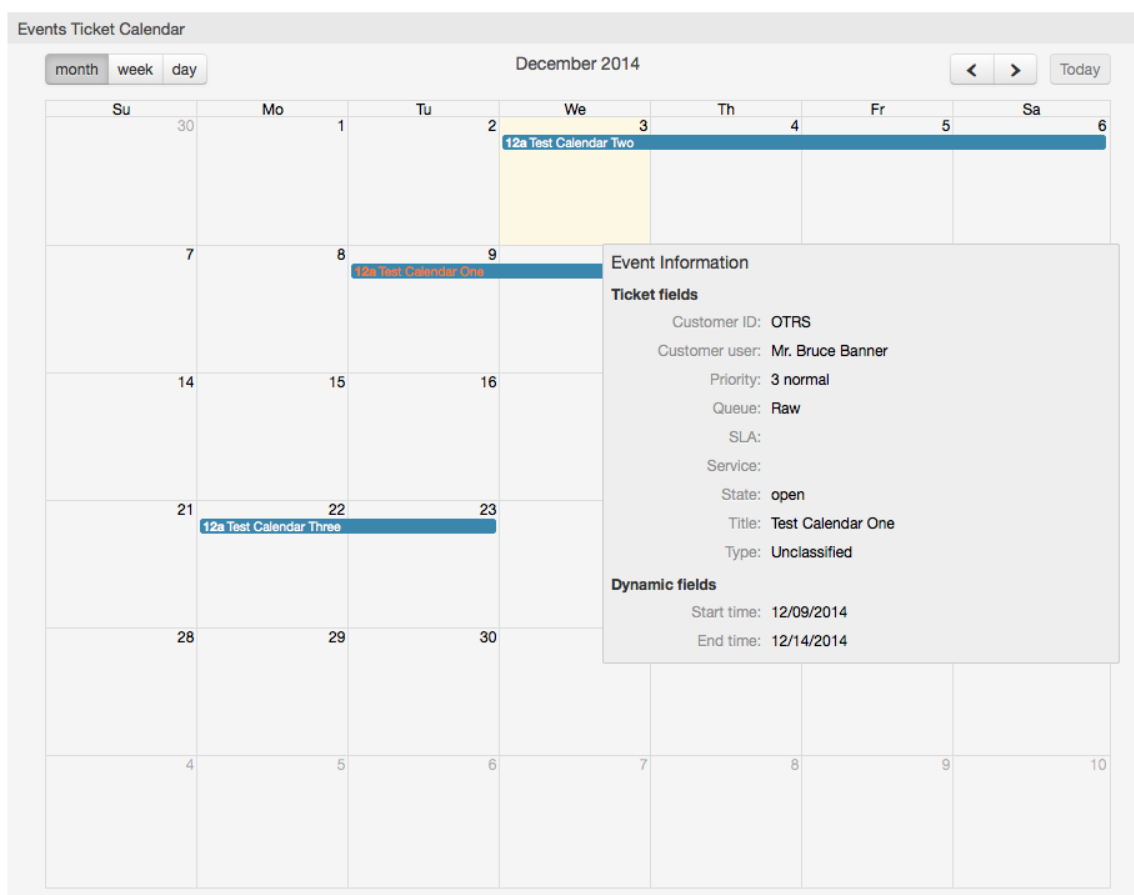 Events Ticket Calendar
month week day December 2014 < > Today
Su Mo Tu We Th Fr Sa
30 1 2 3 4 5 6
12a Test Calendar Two
7 8 9
12a Test Calendar One
Event Information
Ticket fields
Customer ID: OTRS
Customer user: Mr. Bruce Banner
14 15 16
Priority: 3 normal
Queue: Raw
SLA:
Service:
State: open
21 22 23
12a Test Calendar Three
Title: Test Calendar One
Type: Unclassified
Dynamic fields
Start time: 12/09/2014
28 29 30
End time: 12/14/2014
4 5 6 7 8 9 10